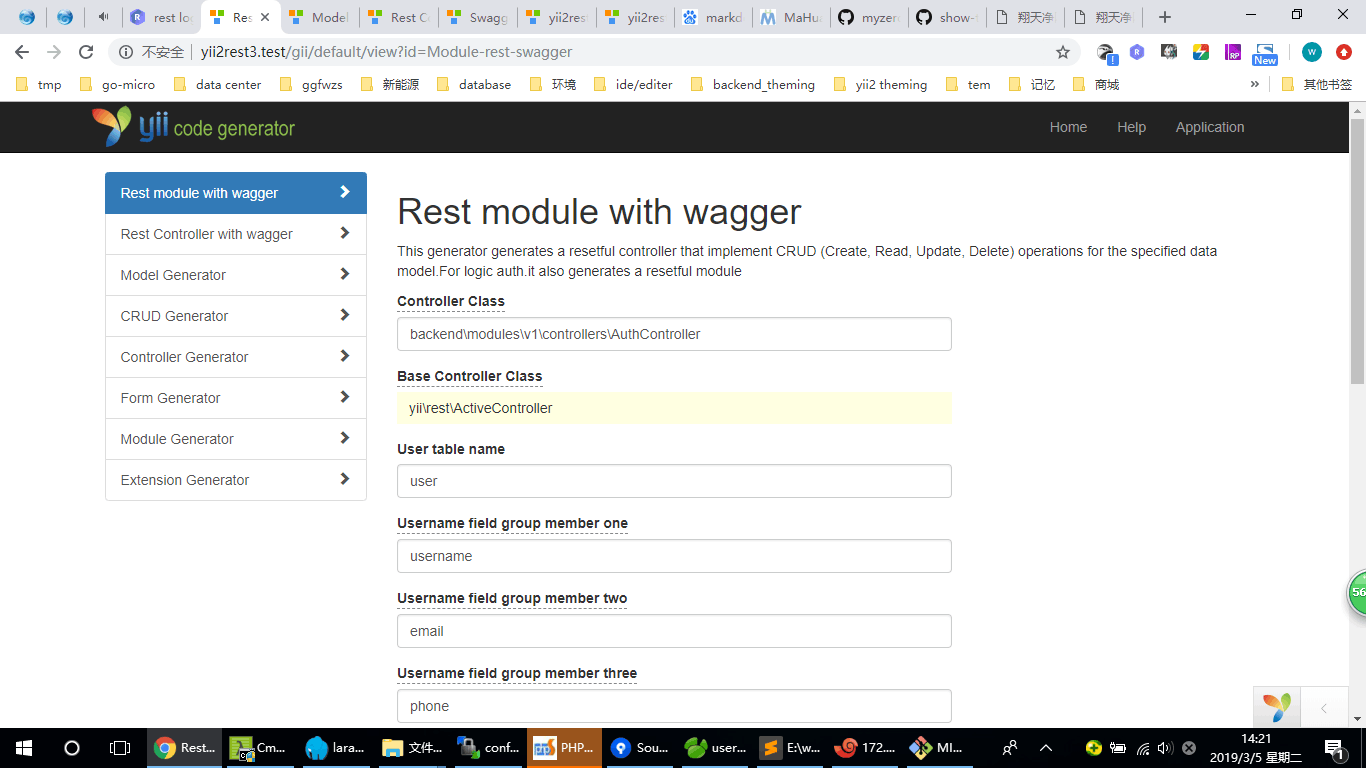 rest lo
Res
Model
Rest C
Swagg
yii2res
yii2res
markd
MaHu
myzer
show-
翔天净
翔天净
不安全
yii2rest3.test/gii/default/view?id=Module-rest-swagger
New
W
tmp
go-micro
data center
ggfwzs
新能源
database
环境
ide/editer
backend_theming
yii2 theming
tem
记忆
商城
»
其他书签
yii code generator
Home
Help
Application
Rest module with wagger
Rest Controller with wagger
Model Generator
CRUD Generator
Controller Generator
Form Generator
Module Generator
Extension Generator
Rest module with wagger
This generator generates a resetful controller that implement CRUD (Create, Read, Update, Delete) operations for the specified data
model.For logic auth.it also generates a resetful module
Controller Class
backend\modules\v1\controllers\AuthController
Base Controller Class
yii\rest\ActiveController
User table name
user
Username field group member one
username
Username field group member two
email
Username field group member three
phone
56
Rest...
Cm...
lara...
文件...
conf...
PHP...
Sou...
user...
E:\w...
172....
MI...
14:21
2019/3/5 星期二
1